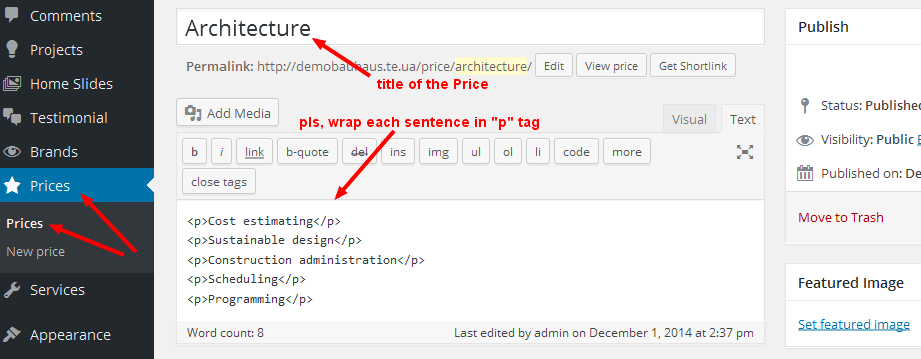 Comments
Projects
Home Slides
Testimonial
Brands
Prices
Prices
New price
Services
Appearance
Architecture
Permalink: http://demobauhaus.te.ua/price/architecture/ Edit View price Get Shortlink
title of the Price
Add Media
pls, wrap each sentence in "p" tag
Visual Text
b i link b-quote del ins img ul ol li code more
close tags
<p>Cost estimating</p>
<p>Sustainable design</p>
<p>Construction administration</p>
<p>Scheduling</p>
<p>Programming</p>
Word count: 8 Last edited by admin on December 1, 2014 at 2:37 pm
Publish
Status: Published
Visibility: Public
Published on: De
Move to Trash
Featured Image
Set featured image